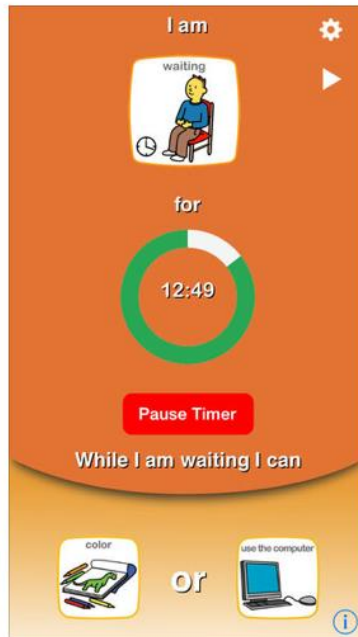 I am
waiting
for
12:49
Pause Timer
While I am waiting I can
color
or
use the computer
i